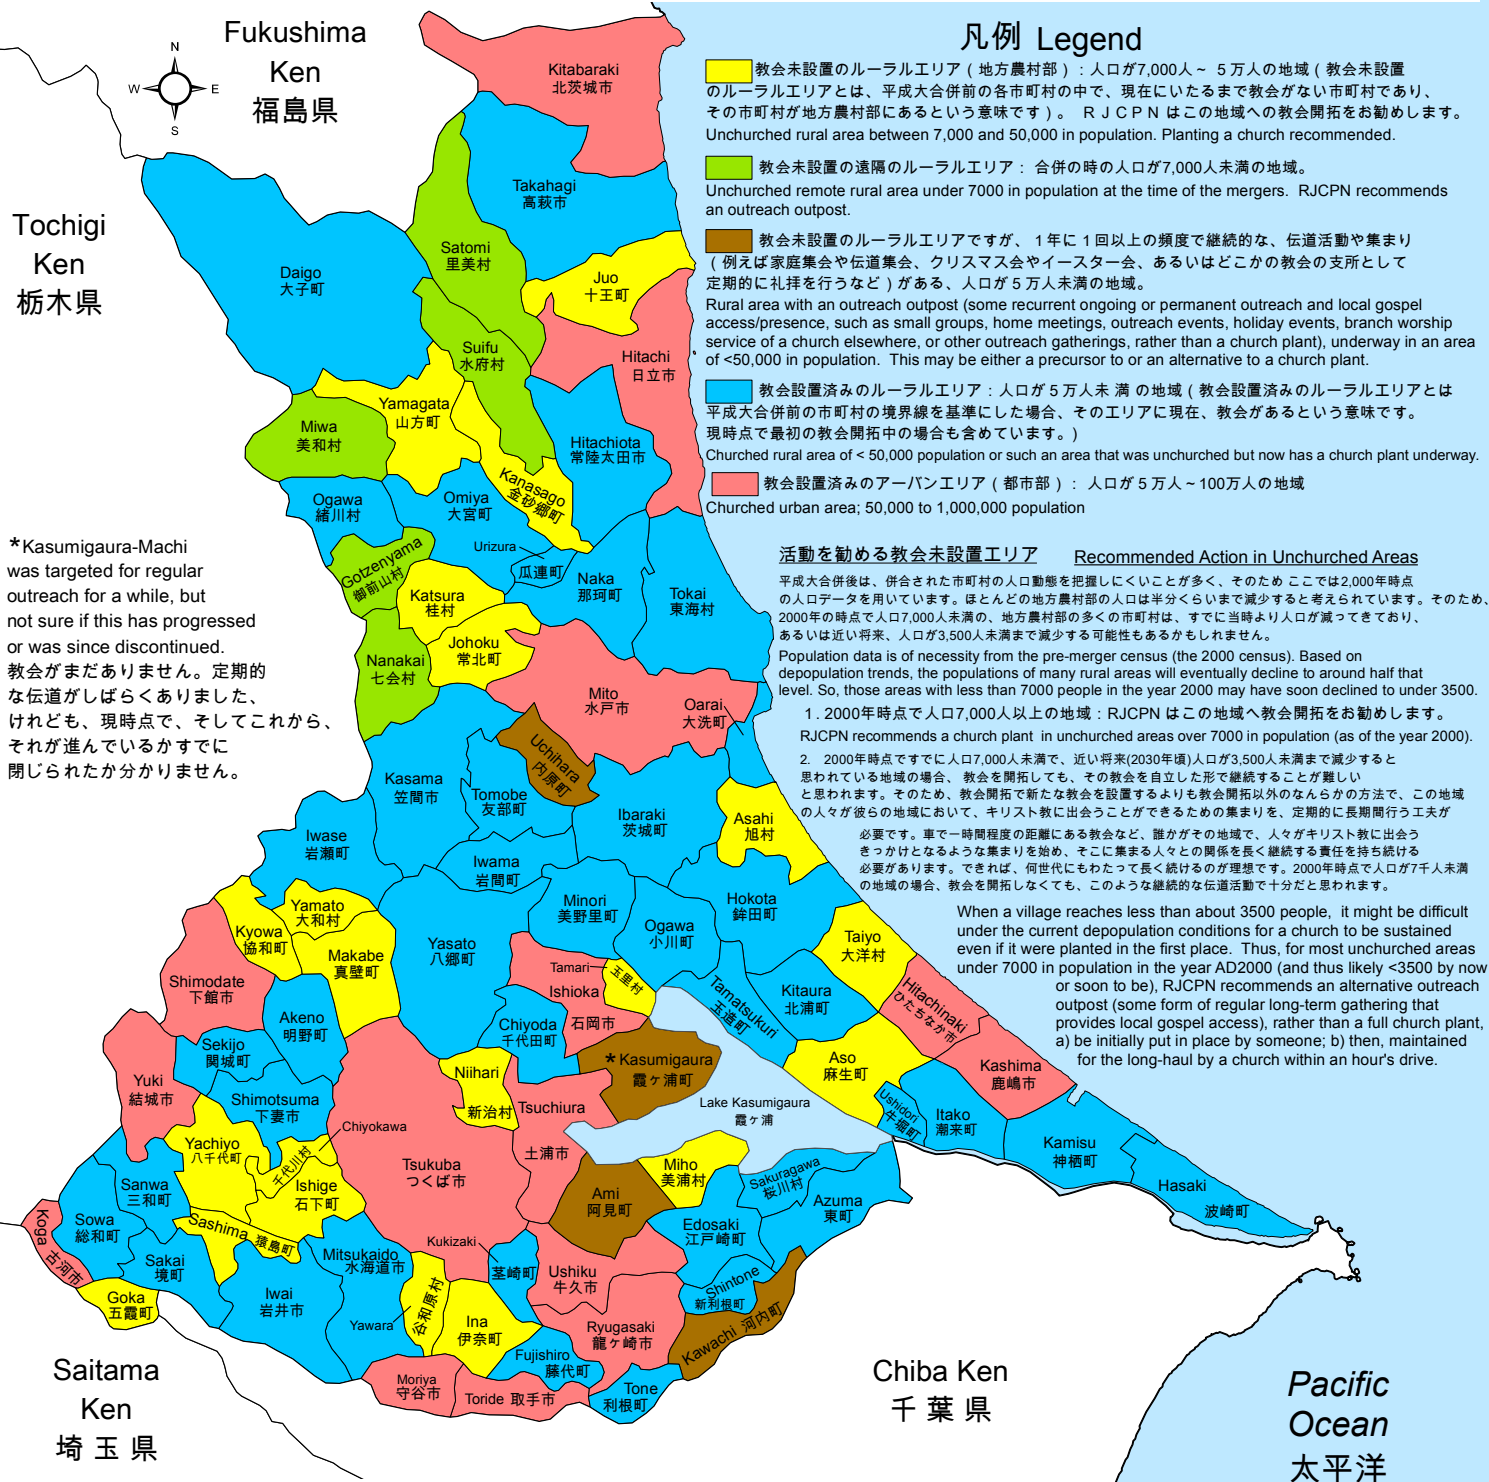 Fukushima
Ken
福島県
N
W
E
S
Tochigi
Ken
栃木県
凡例 Legend
教会未設置のルーラルエリア（地方農村部）：人口が7,000人～５万人の地域（教会未設置
のルーラルエリアとは、平成大合併前の各市町村の中で、現在にいたるまで教会がない市町村であり、
その市町村が地方農村部にあるという意味です）。 ＲＪＣＰＮ はこの地域への教会開拓をお勧めします。
Unchurched rural area between 7,000 and 50,000 in population. Planting a church recommended.
教会未設置の遠隔のルーラルエリア： 合併の時の人口が7,000人未満の地域。
Unchurched remote rural area under 7000 in population at the time of the mergers. RJCPN recommends
an outreach outpost.
教会未設置のルーラルエリアですが、１年に１回以上の頻度で継続的な、伝道活動や集まり
（例えば家庭集会や伝道集会、クリスマス会やイースター会、あるいはどこかの教会の支所として
定期的に礼拝を行うなど）がある、人口が５万人未満の地域。
Rural area with an outreach outpost (some recurrent ongoing or permanent outreach and local gospel
access/presence, such as small groups, home meetings, outreach events, holiday events, branch worship
service of a church elsewhere, or other outreach gatherings, rather than a church plant), underway in an area
of <50,000 in population. This may be either a precursor to or an alternative to a church plant.
教会設置済みのルーラルエリア：人口が５万人未 満 の地域（教会設置済みのルーラルエリアとは
平成大合併前の市町村の境界線を基準にした場合、そのエリアに現在、教会があるという意味です。
現時点で最初の教会開拓中の場合も含めています。)
Churched rural area of < 50,000 population or such an area that was unchurched but now has a church plant underway.
教会設置済みのアーバンエリア（都市部）： 人口が５万人～100万人の地域
Churched urban area; 50,000 to 1,000,000 population
活動を勧める教会未設置エリア Recommended Action in Unchurched Areas
平成大合併後は、併合された市町村の人口動態を把握しにくいことが多く、そのため ここでは2,000年時点
の人口データを用いています。ほとんどの地方農村部の人口は半分くらいまで減少すると考えられています。そのため、
2000年の時点で人口7,000人未満の、地方農村部の多くの市町村は、すでに当時より人口が減ってきており、
あるいは近い将来、人口が3,500人未満まで減少する可能性もあるかもしれません。
Population data is of necessity from the pre-merger census (the 2000 census). Based on
depopulation trends, the populations of many rural areas will eventually decline to around half that
level. So, those areas with less than 7000 people in the year 2000 may have soon declined to under 3500.
１. 2000年時点で人口7,000人以上の地域：RJCPN はこの地域へ教会開拓をお勧めします。
RJCPN recommends a church plant in unchurched areas over 7000 in population (as of the year 2000).
2. 2000年時点ですでに人口7,000人未満で、近い将来(2030年頃)人口が3,500人未満まで減少すると
思われている地域の場合、 教会を開拓しても、その教会を自立した形で継続することが難しい
と思われます。そのため、教会開拓で新たな教会を設置するよりも教会開拓以外のなんらかの方法で、この地域
の人々が彼らの地域において、キリスト教に出会うことができるための集まりを、定期的に長期間行う工夫が
必要です。車で一時間程度の距離にある教会など、誰かがその地域で、人々がキリスト教に出会う
きっかけとなるような集まりを始め、そこに集まる人々との関係を長く継続する責任を持ち続ける
必要があります。できれば、何世代にもわたって長く続けるのが理想です。2000年時点で人口が7千人未満
の地域の場合、教会を開拓しなくても、このような継続的な伝道活動で十分だと思われます。
When a village reaches less than about 3500 people, it might be difficult
under the current depopulation conditions for a church to be sustained
even if it were planted in the first place. Thus, for most unchurched areas
under 7000 in population in the year AD2000 (and thus likely <3500 by now
or soon to be), RJCPN recommends an alternative outreach
outpost (some form of regular long-term gathering that
provides local gospel access), rather than a full church plant,
a) be initially put in place by someone; b) then, maintained
for the long-haul by a church within an hour's drive.
*Kasumigaura-Machi
was targeted for regular
outreach for a while, but
not sure if this has progressed
or was since discontinued.
教会がまだありません。定期的
な伝道がしばらくありました、
けれども、現時点で、そしてこれから、
それが進んでいるかすでに
閉じられたか分かりません。
Kitabaraki
北茨城市
Takahagi
高萩市
Satomi
里美村
Daigo
大子町
Juo
十王町
Suifu
水府村
Hitachi
日立市
Yamagata
山方町
Miwa
美和村
Hitachiota
常陸太田市
Kanasago
金砂郷町
Ogawa
緒川村
Omiya
大宮町
Urizura
瓜連町
Gotzenyama
御前山村
Naka
那珂町
Tokai
東海村
Katsura
桂村
Johoku
常北町
Nanakai
七会村
Mito
水戸市
Oarai
大洗町
Uchihara
内原町
Kasama
笠間市
Tomobe
友部町
Ibaraki
茨城町
Asahi
旭村
Iwase
岩瀬町
Iwama
岩間町
Minori
美野里町
Hokota
鉾田町
Yamato
大和村
Kyowa
協和町
Makabe
真壁町
Yasato
八郷町
Ogawa
小川町
Taiyo
大洋村
Shimodate
下館市
Tamari
玉里村
Ishioka
石岡市
Tamatsukuri
玉造町
Kitaura
北浦町
Hitachinaki
ひたちなか市
Akeno
明野町
Chiyoda
千代田町
Sekijo
関城町
* Kasumigaura
霞ヶ浦町
Aso
麻生町
Kashima
鹿嶋市
Yuki
結城市
Niihari
新治村
Shimotsuma
下妻市
Tsuchiura
土浦市
Lake Kasumigaura
霞ヶ浦
Ushidori
牛堀町
Itako
潮来町
Chiyokawa
千代川村
Yachiyo
八千代町
Tsukuba
つくば市
Kamisu
神栖町
Miho
美浦村
Sakuragawa
桜川村
Sanwa
三和町
Ishige
石下町
Ami
阿見町
Azuma
東町
Hasaki
波崎町
Koga
古河市
Sowa
総和町
Sashima 猿島町
Edosaki
江戸崎町
Sakai
境町
Mitsukaido
水海道市
Kukizaki
茎崎町
Ushiku
牛久市
Shintone
新利根町
Goka
五霞町
Iwai
岩井市
Yawara
谷和原村
Ina
伊奈町
Ryugasaki
龍ヶ崎市
Kawachi 河内町
Fujishiro
藤代町
Moriya
守谷市
Toride 取手市
Tone
利根町
Saitama
Ken
埼 玉 県
Chiba Ken
千 葉 県
Pacific
Ocean
太平洋